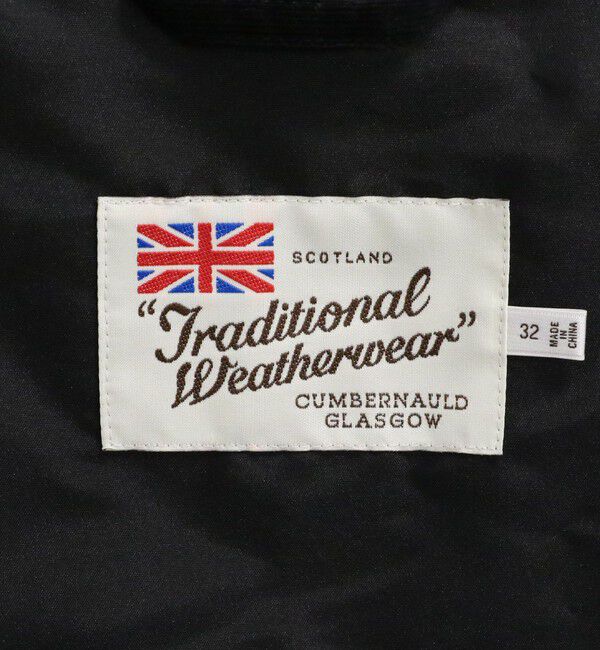 SCOTLAND
"Traditional
Weatherwear"
CUMBERNAULD
GLASGOW
32
MADE
IN
CHINA